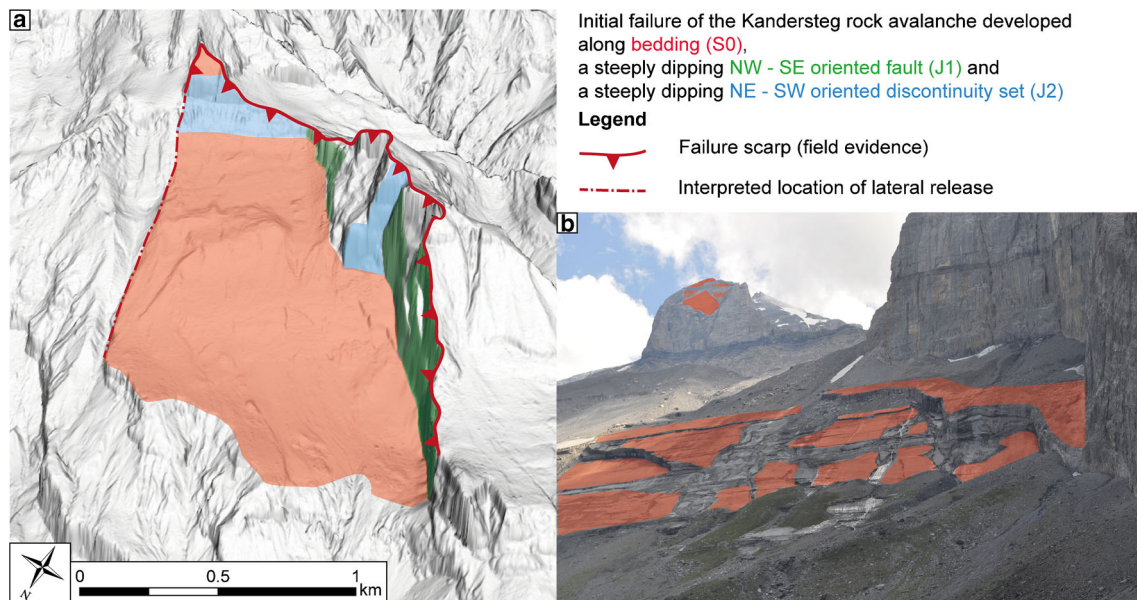 a
Initial failure of the Kandersteg rock avalanche developed
along bedding (S0),
a steeply dipping NW - SE oriented fault (J1) and
a steeply dipping NE - SW oriented discontinuity set (J2)
Legend
Failure scarp (field evidence)
Interpreted location of lateral release
b
N
0 0.5 1
km